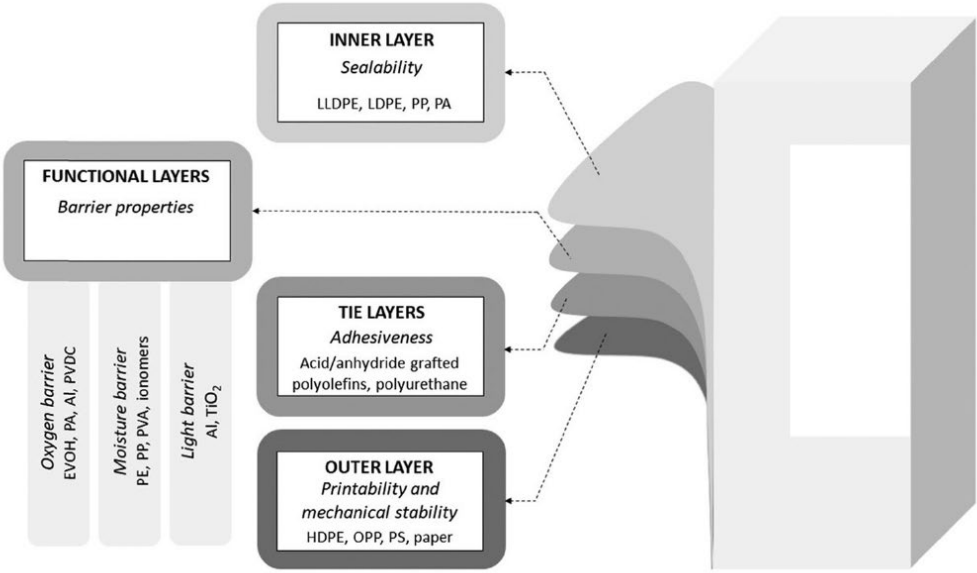 INNER LAYER
Sealability
LLDPE, LDPE, PP, PA
FUNCTIONAL LAYERS
Barrier properties
Oxygen barrier
EVOH, PA, Al, PVDC
Moisture barrier
PE, PP, PVA, ionomers
Light barrier
Al, TiO₂
TIE LAYERS
Adhesiveness
Acid/anhydride grafted
polyolefins, polyurethane
OUTER LAYER
Printability and
mechanical stability
HDPE, OPP, PS, paper